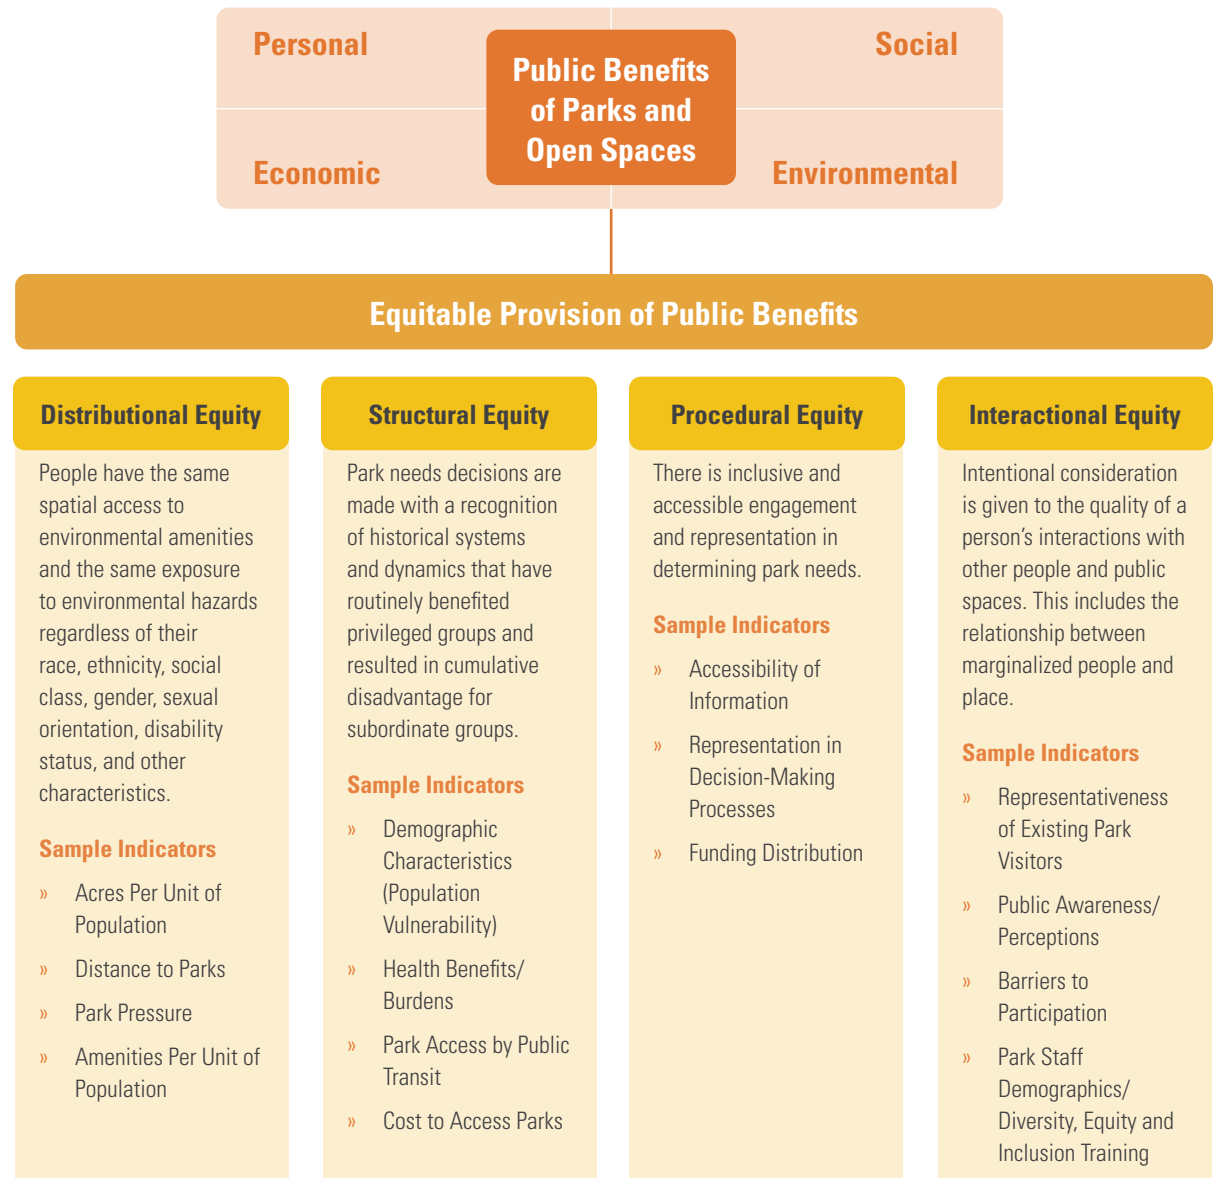 Personal
Social
Public Benefits
of Parks and
Open Spaces
Economic
Environmental
Equitable Provision of Public Benefits
Distributional Equity
People have the same
spatial access to
environmental amenities
and the same exposure
to environmental hazards
regardless of their
race, ethnicity, social
class, gender, sexual
orientation, disability
status, and other
characteristics.
Sample Indicators
» Acres Per Unit of
Population
» Distance to Parks
» Park Pressure
» Amenities Per Unit of
Population
Structural Equity
Park needs decisions are
made with a recognition
of historical systems
and dynamics that have
routinely benefited
privileged groups and
resulted in cumulative
disadvantage for
subordinate groups.
Sample Indicators
» Demographic
Characteristics
(Population
Vulnerability)
» Health Benefits/
Burdens
» Park Access by Public
Transit
» Cost to Access Parks
Procedural Equity
There is inclusive and
accessible engagement
and representation in
determining park needs.
Sample Indicators
» Accessibility of
Information
» Representation in
Decision-Making
Processes
» Funding Distribution
Interactional Equity
Intentional consideration
is given to the quality of a
person’s interactions with
other people and public
spaces. This includes the
relationship between
marginalized people and
place.
Sample Indicators
» Representativeness
of Existing Park
Visitors
» Public Awareness/
Perceptions
» Barriers to
Participation
» Park Staff
Demographics/
Diversity, Equity and
Inclusion Training